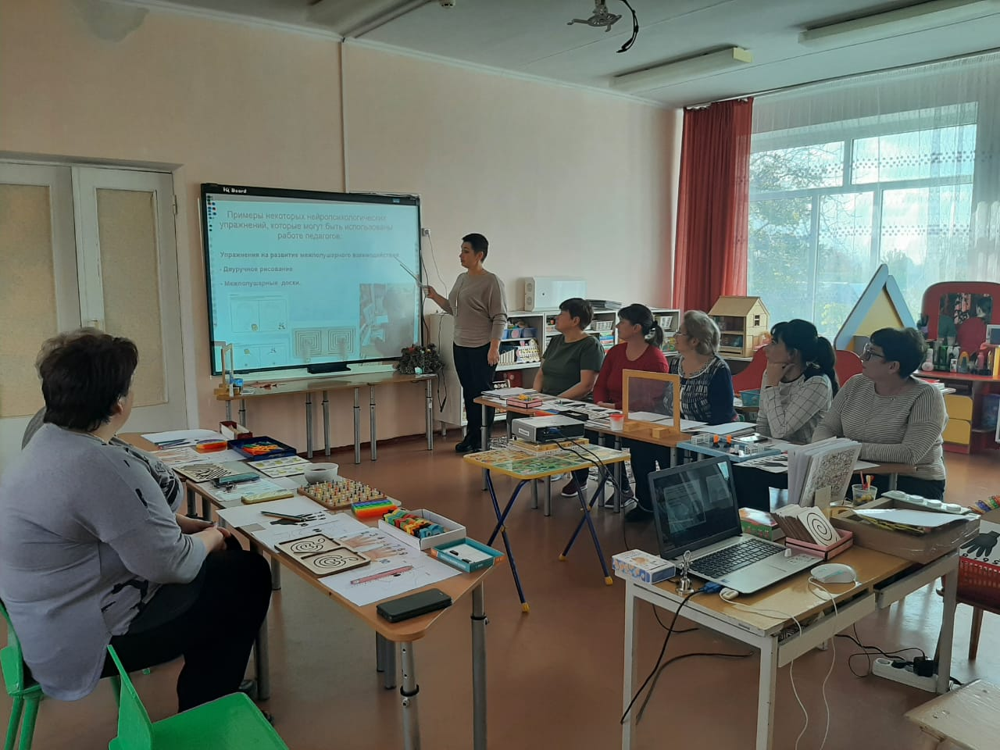 IQ Board
Примеры некоторых нейропсихологических
упражнений, которые могут быть использованы
работе педагогов:
Упражнения на развитие межполушарного взаимодействия
- Двуручное рисование
- Межполушарные доски.